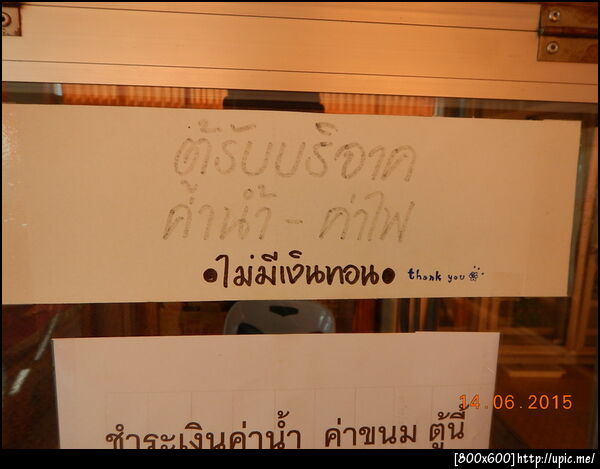 ตู้รับบริจาค
ค่าน้ำ - ค่าไฟ
•ไม่มีเงินทอน• thank you
ชำระเงินค่าน้ำ ค่าขนม ตู้นี้
14.06.2015
[800x600]http://upic.me/